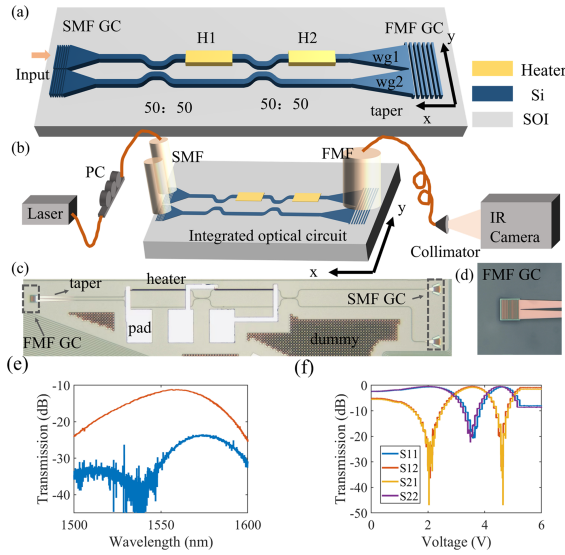 (a)
SMF GC
H1
H2
FMF GC
y
Input
wg1
wg2
50: 50
50: 50
taper
x
Heater
Si
SOI
(b)
PC
SMF
FMF
Laser
Integrated optical circuit
y
x
Collimator
IR
Camera
(c)
taper
heater
SMF GC
pad
dummy
FMF GC
(d)
FMF GC
(e)
Transmission (dB)
-10
-20
-30
-40
1500
1550
1600
Wavelength (nm)
(f)
Transmission (dB)
0
-10
-20
-30
-40
-50
S11
S12
S21
S22
0
2
4
6
Voltage (V)